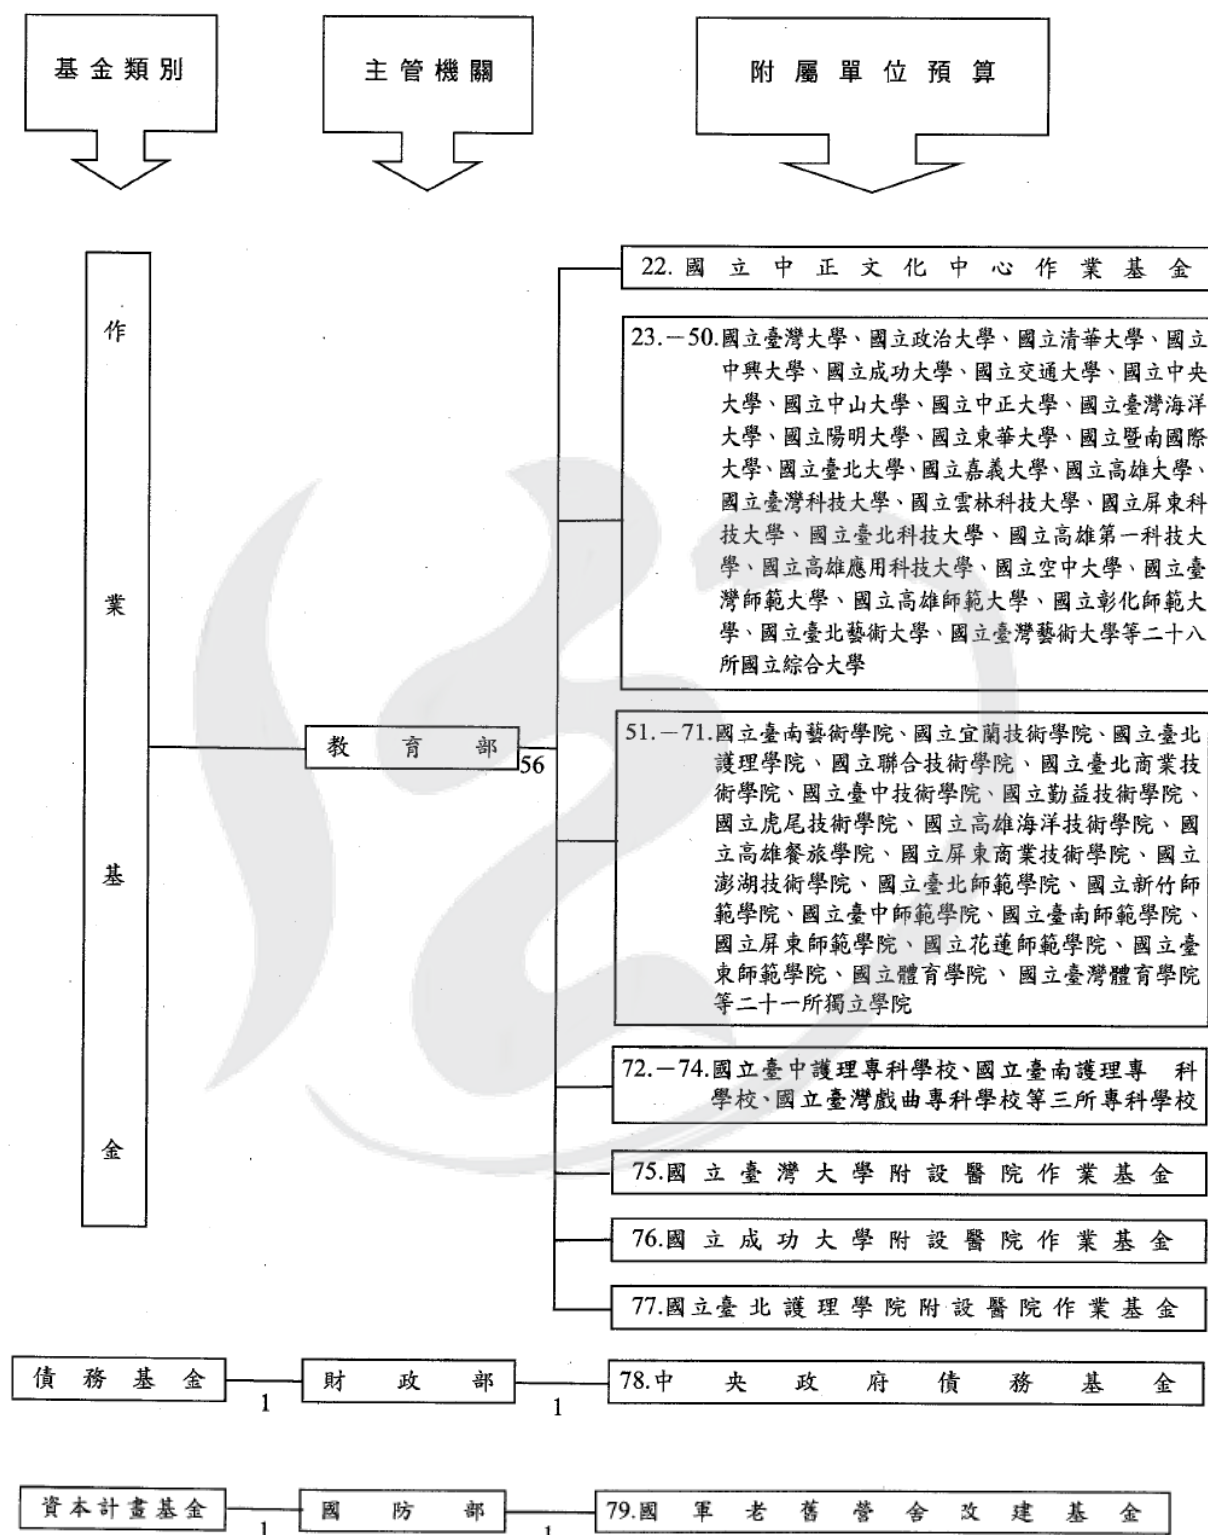 基金類別
主管機關
附屬單位預算
作業基金
教育部
56
22.國立中正文化中心作業基金
23.－50.國立臺灣大學、國立政治大學、國立清華大學、國立
中興大學、國立成功大學、國立交通大學、國立中央
大學、國立中山大學、國立中正大學、國立臺灣海洋
大學、國立陽明大學、國立東華大學、國立暨南國際
大學、國立臺北大學、國立嘉義大學、國立高雄大學、
國立臺灣科技大學、國立雲林科技大學、國立屏東科
技大學、國立臺北科技大學、國立高雄第一科技大
學、國立高雄應用科技大學、國立空中大學、國立臺
灣師範大學、國立高雄師範大學、國立彰化師範大
學、國立臺北藝術大學、國立臺灣藝術大學等二十八
所國立綜合大學
51.－71.國立臺南藝術學院、國立宜蘭技術學院、國立臺北
護理學院、國立聯合技術學院、國立臺北商業技
術學院、國立臺中技術學院、國立勤益技術學院、
國立虎尾技術學院、國立高雄海洋技術學院、國
立高雄餐旅學院、國立屏東商業技術學院、國立
澎湖技術學院、國立臺北師範學院、國立新竹師
範學院、國立臺中師範學院、國立臺南師範學院、
國立屏東師範學院、國立花蓮師範學院、國立臺
東師範學院、國立體育學院、國立臺灣體育學院
等二十一所獨立學院
72.－74.國立臺中護理專科學校、國立臺南護理專科
學校、國立臺灣戲曲專科學校等三所專科學校
75.國立臺灣大學附設醫院作業基金
76.國立成功大學附設醫院作業基金
77.國立臺北護理學院附設醫院作業基金
債務基金
1
財政部
1
78.中央政府債務基金
資本計畫基金
1
國防部
1
79.國軍老舊營舍改建基金